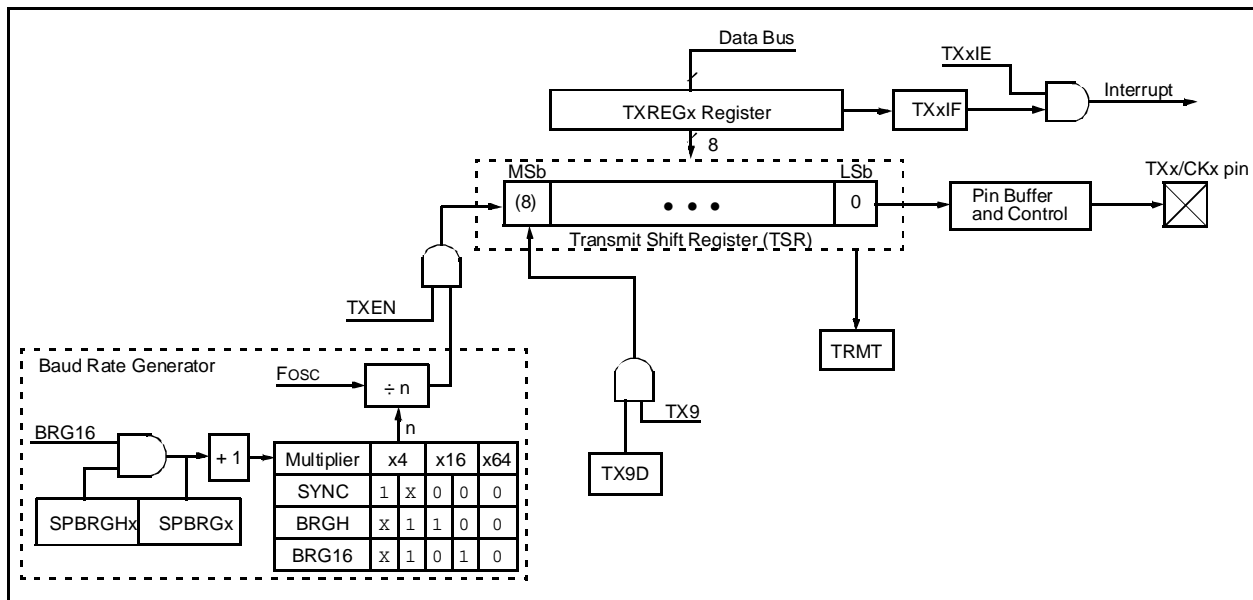 Data Bus
TXxIE
Interrupt
TXREGx Register
TXxIF
8
MSb
LSb
TXx/CKx pin
(8)
• • •
0
Pin Buffer
and Control
Transmit Shift Register (TSR)
TXEN
TRMT
Baud Rate Generator
FOSC
÷ n
TX9
n
BRG16
+ 1
TX9D
Multiplier x4 x16 x64
SYNC 1 X 0 0 0
BRGH X 1 1 0 0
BRG16 X 1 0 1 0
SPBRGHx SPBRGx